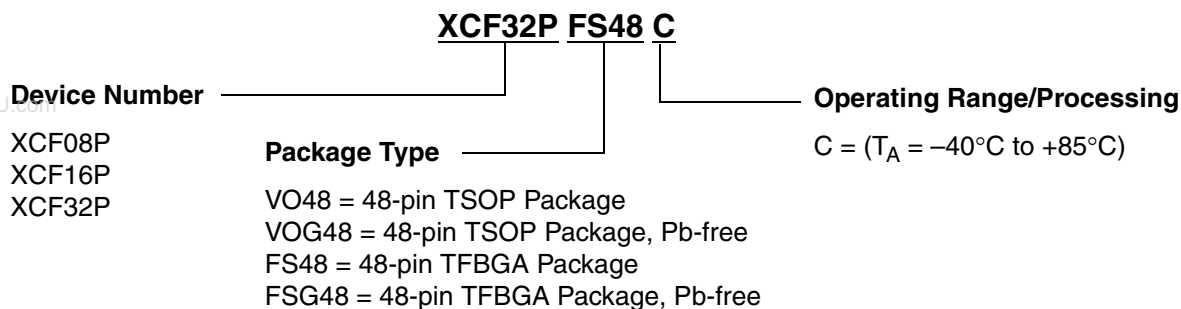 XCF32P FS48 C
Device Number
XCF08P
XCF16P
XCF32P
Package Type
VO48 = 48-pin TSOP Package
VOG48 = 48-pin TSOP Package, Pb-free
FS48 = 48-pin TFBGA Package
FSG48 = 48-pin TFBGA Package, Pb-free
Operating Range/Processing
C = (TA = –40°C to +85°C)